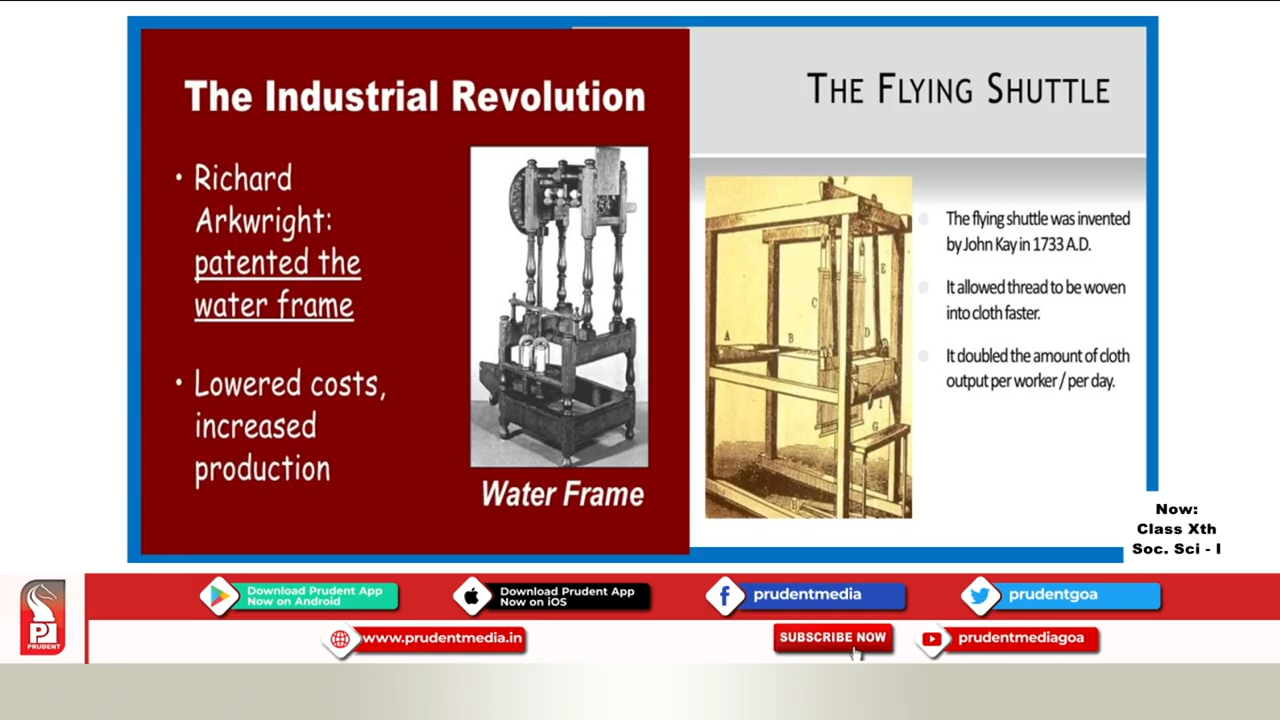 The Industrial Revolution
• Richard
Arkwright:
patented the
water frame
• Lowered costs,
increased
production
Water Frame
THE FLYING SHUTTLE
The flying shuttle was invented
by John Kay in 1733 A.D.
It allowed thread to be woven
into cloth faster.
It doubled the amount of cloth
output per worker / per day.
A
B
C
D
E
F
G
H
I
Now:
Class Xth
Soc. Sci - I
PRUDENT
Download Prudent App
Now on Android
Download Prudent App
Now on iOS
prudentmedia
prudentgoa
www.prudentmedia.in
SUBSCRIBE NOW
prudentmediagoa